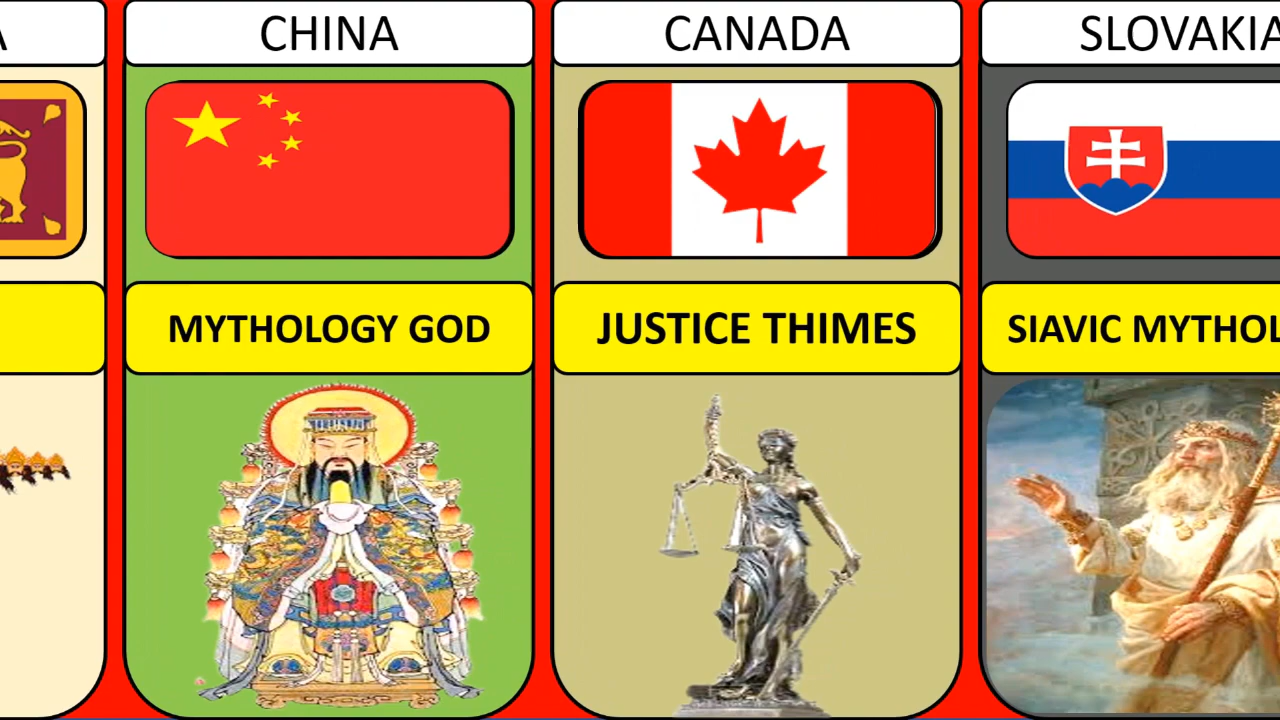 A
CHINA
CANADA
SLOVAKIA
MYTHOLOGY GOD
JUSTICE THIMES
SIAVIC MYTHOL